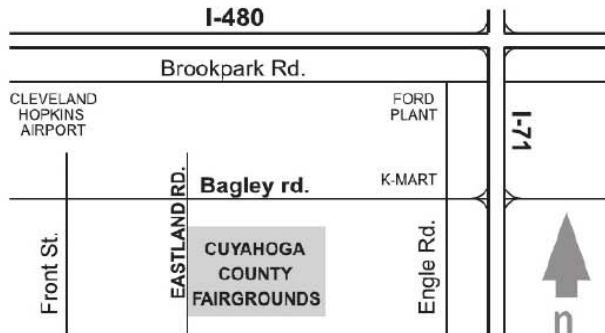 I-480
Brookpark Rd.
CLEVELAND
HOPKINS
AIRPORT
FORD
PLANT
I-71
K-MART
Bagley rd.
EASTLAND RD.
Front St.
CUYAHOGA
COUNTY
FAIRGROUNDS
Engle Rd.
n